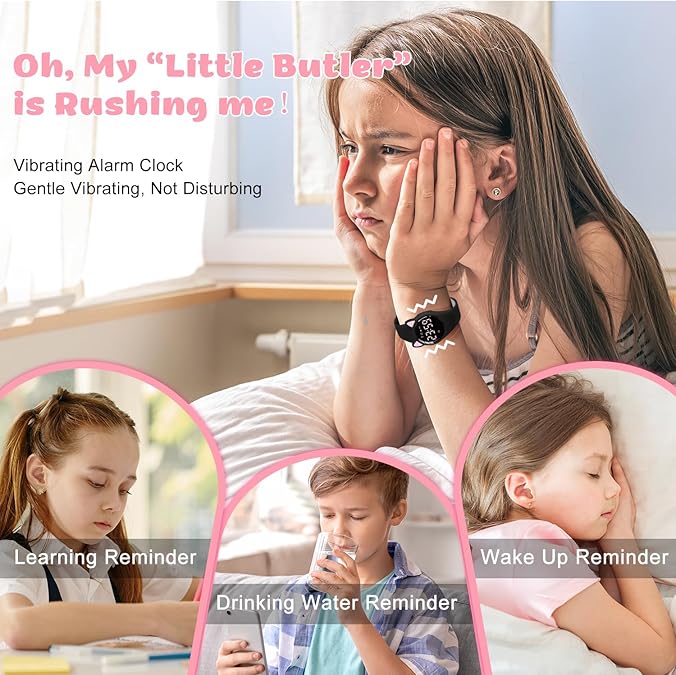 Oh, My “Little Butler”
is Rushing me！
Vibrating Alarm Clock
Gentle Vibrating, Not Disturbing
Learning Reminder
Drinking Water Reminder
Wake Up Reminder